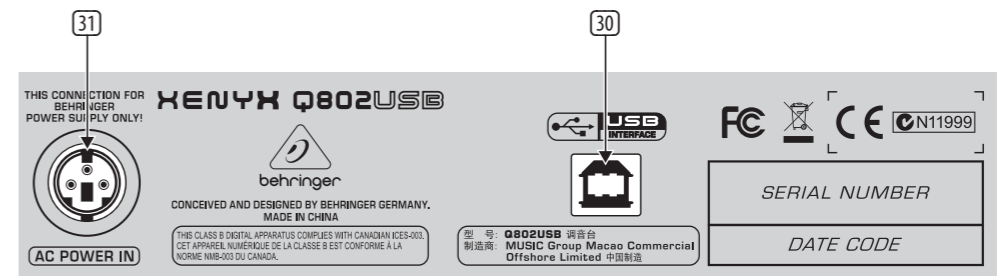 31
30
THIS CONNECTION FOR
BEHRINGER
POWER SUPPLY ONLY!
AC POWER IN
XENYX Q802USB
behringer
CONCEIVED AND DESIGNED BY BEHRINGER GERMANY.
MADE IN CHINA
THIS CLASS B DIGITAL APPARATUS COMPLIES WITH CANADIAN ICES-003.
CET APPAREIL NUMÉRIQUE DE LA CLASSE B EST CONFORME À LA
NORME NMB-003 DU CANADA.
USB
INTERFACE
型 号: Q802USB 调音台
制造商: MUSIC Group Macao Commercial
Offshore Limited 中国制造
FC CE N11999
SERIAL NUMBER
DATE CODE